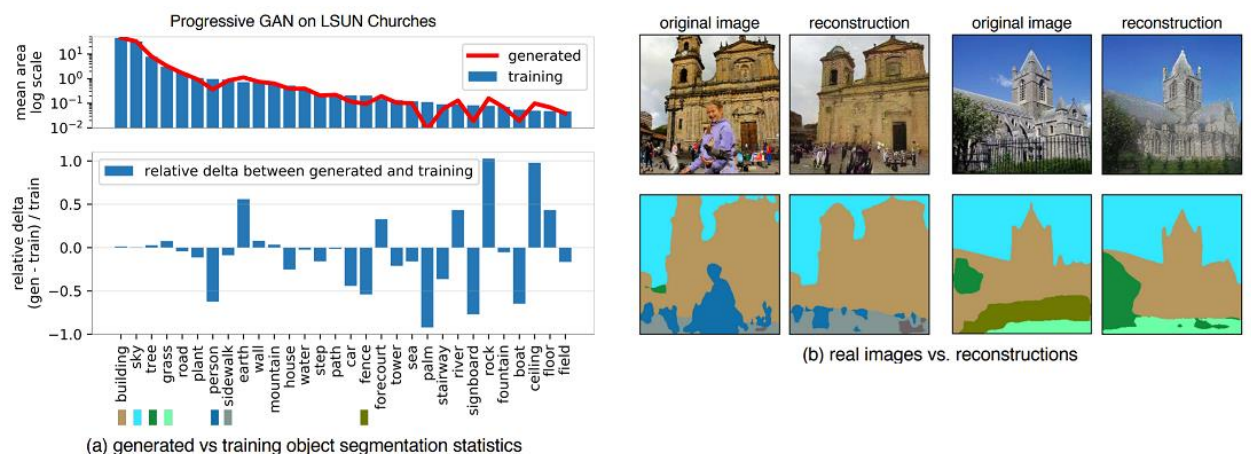 Progressive GAN on LSUN Churches
mean area
log scale
10¹
10⁰
10⁻¹
10⁻²
generated
training
relative delta
(gen - train) / train
1.0
0.5
0.0
−0.5
−1.0
relative delta between generated and training
building
sky
tree
grass
road
plant
person
sidewalk
earth
wall
mountain
house
water
step
path
car
fence
forecourt
tower
sea
palm
stairway
river
signboard
rock
fountain
boat
ceiling
floor
field
(a) generated vs training object segmentation statistics
original image
reconstruction
original image
reconstruction
(b) real images vs. reconstructions